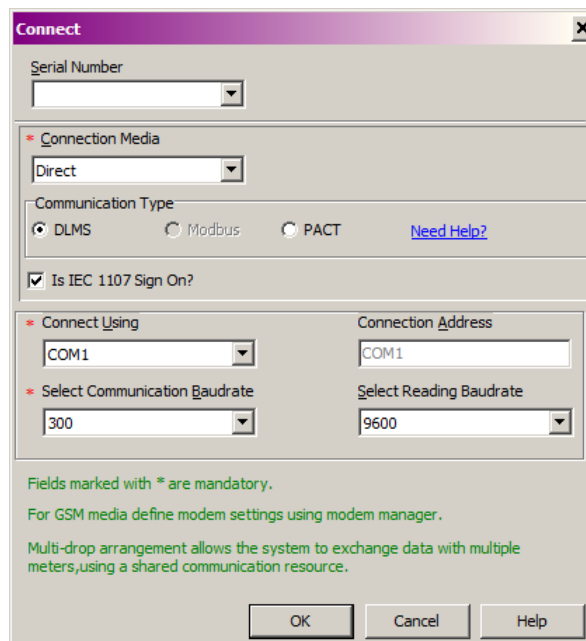 Connect
Serial Number
* Connection Media
Direct
Communication Type
DLMS Modbus PACT Need Help?
Is IEC 1107 Sign On?
* Connect Using Connection Address
COM1 COM1
* Select Communication Baudrate Select Reading Baudrate
300 9600
Fields marked with * are mandatory.
For GSM media define modem settings using modem manager.
Multi-drop arrangement allows the system to exchange data with multiple
meters,using a shared communication resource.
OK Cancel Help